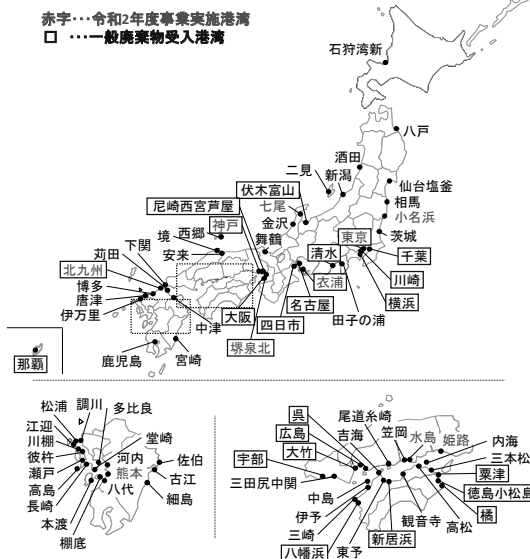 赤字・・・令和2年度事業実施港湾
□ ・・・一般廃棄物受入港湾
石狩湾新
八戸
酒田
二見
新潟
仙台塩釜
伏木富山
相馬
尼崎西宮芦屋
七尾
小名浜
神戸
金沢
西郷
境
舞鶴
東京
茨城
下関
安来
清水
千葉
苅田
北九州
衣浦
川崎
博多
名古屋
横浜
唐津
大阪
四日市
伊万里
中津
田子の浦
堺泉北
鹿児島
宮崎
那覇
松浦
調川
多比良
江迎
川棚
堂崎
彼杵
河内
佐伯
瀬戸
熊本
古江
高島
八代
長崎
細島
本渡
棚底
呉
尾道糸崎
広島
吉海
笠岡
水島
姫路
大竹
内海
宇部
三本松
粟津
三田尻中関
徳島小松島
中島
橘
伊予
高松
三崎
観音寺
新居浜
八幡浜
東予